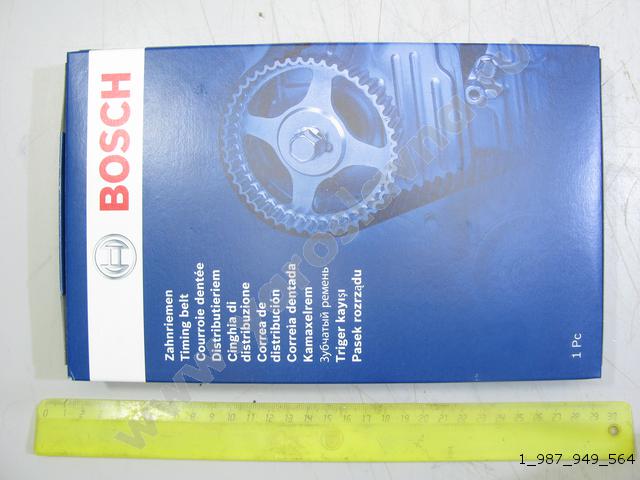 BOSCH
Zahnriemen
Timing belt
Courroie dentée
Distributieriem
Cinghia di
distribuzione
Correa de
distribución
Correia dentada
Kamaxelrem
Зубчатый ремень
Triger kayışı
Pasek rozrządu
1 Pc
1_987_949_564